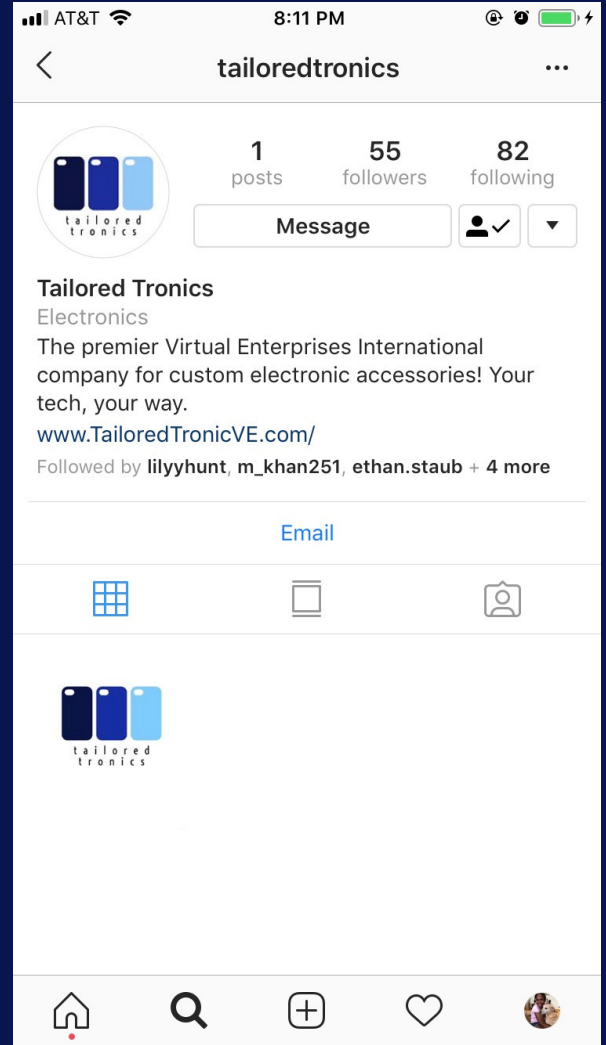 AT&T 8:11 PM
tailoredtronics
1 55 82
posts followers following
tailored
tronics
Message
Tailored Tronics
Electronics
The premier Virtual Enterprises International
company for custom electronic accessories! Your
tech, your way.
www.TailoredTronicVE.com/
Followed by lilyyhunt, m_khan251, ethan.staub + 4 more
Email
tailored
tronics